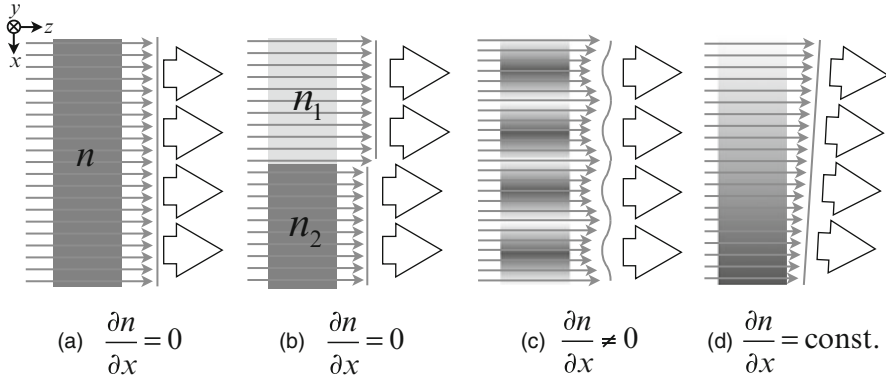 y
z
x
n
n₁
n₂
(a) ∂n/∂x = 0
(b) ∂n/∂x = 0
(c) ∂n/∂x ≠ 0
(d) ∂n/∂x = const.